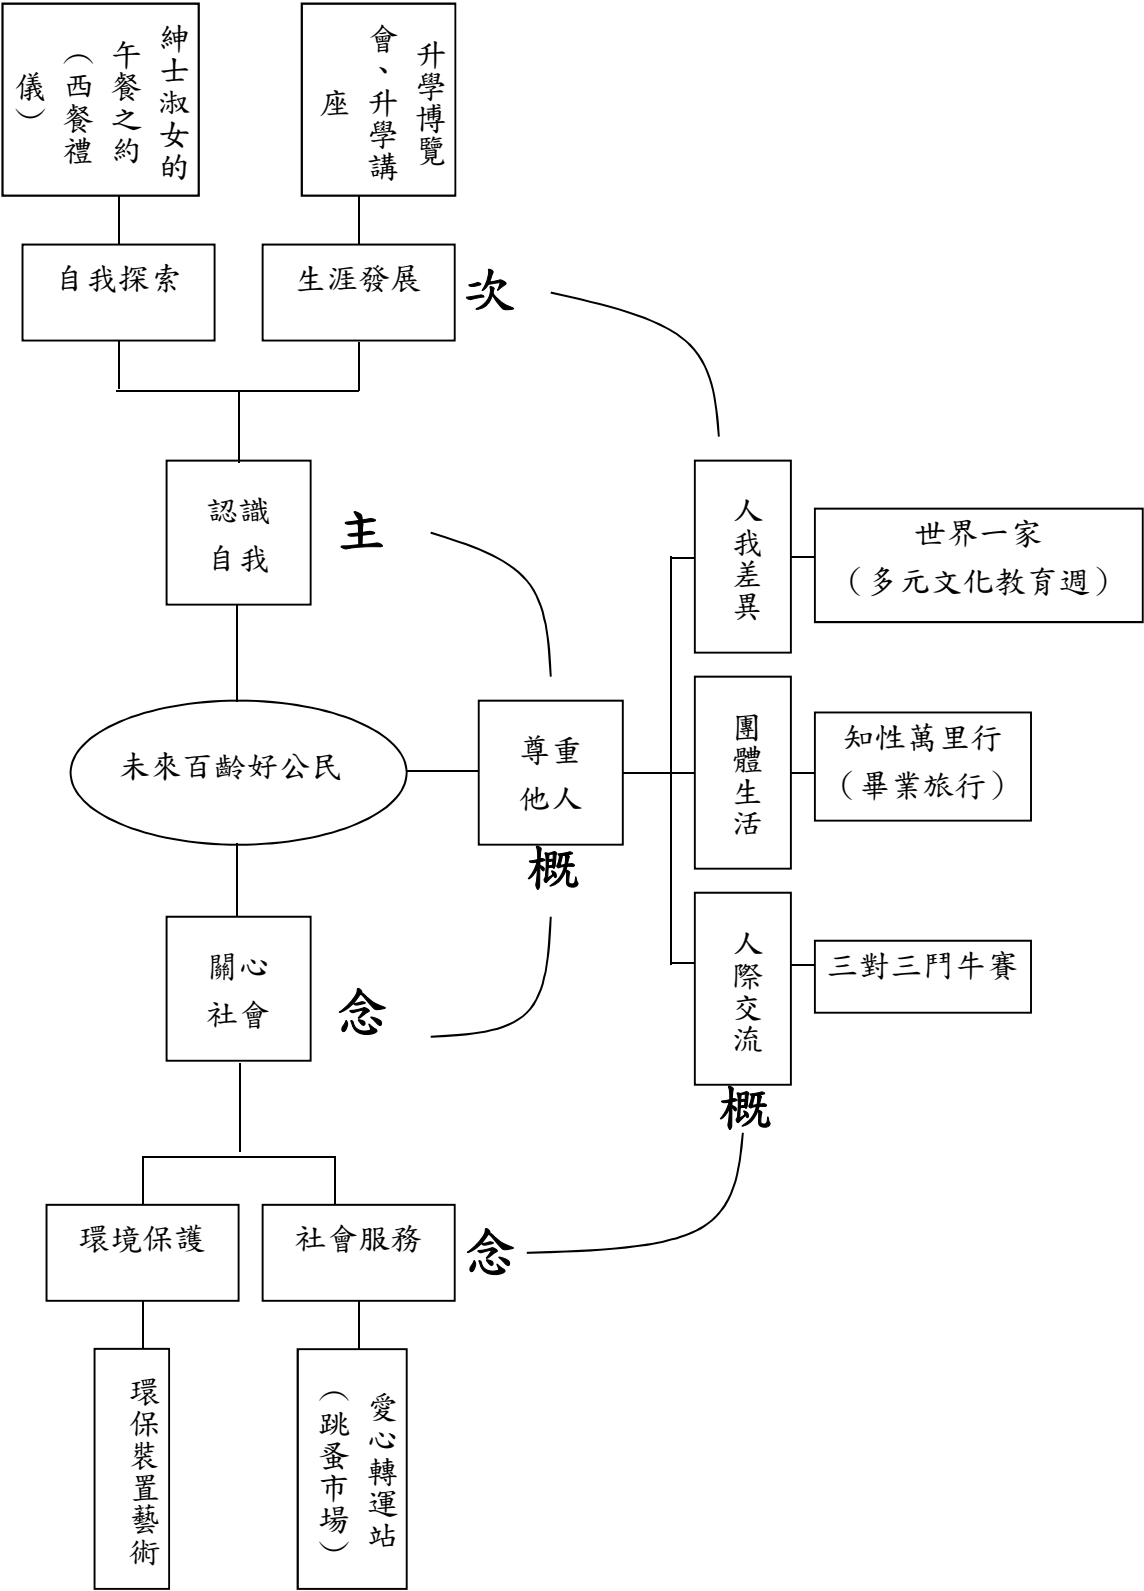 紳士淑女的
午餐之約
（西餐禮
儀）
升學博覽
會、升學講
座
自我探索
生涯發展
次
認識
自我
主
人我差異
世界一家
（多元文化教育週）
未來百齡好公民
尊重
他人
團體生活
知性萬里行
（畢業旅行）
概
關心
社會
念
人際交流
三對三鬥牛賽
概
環境保護
社會服務
念
環保裝置藝術
愛心轉運站
（跳蚤市場）